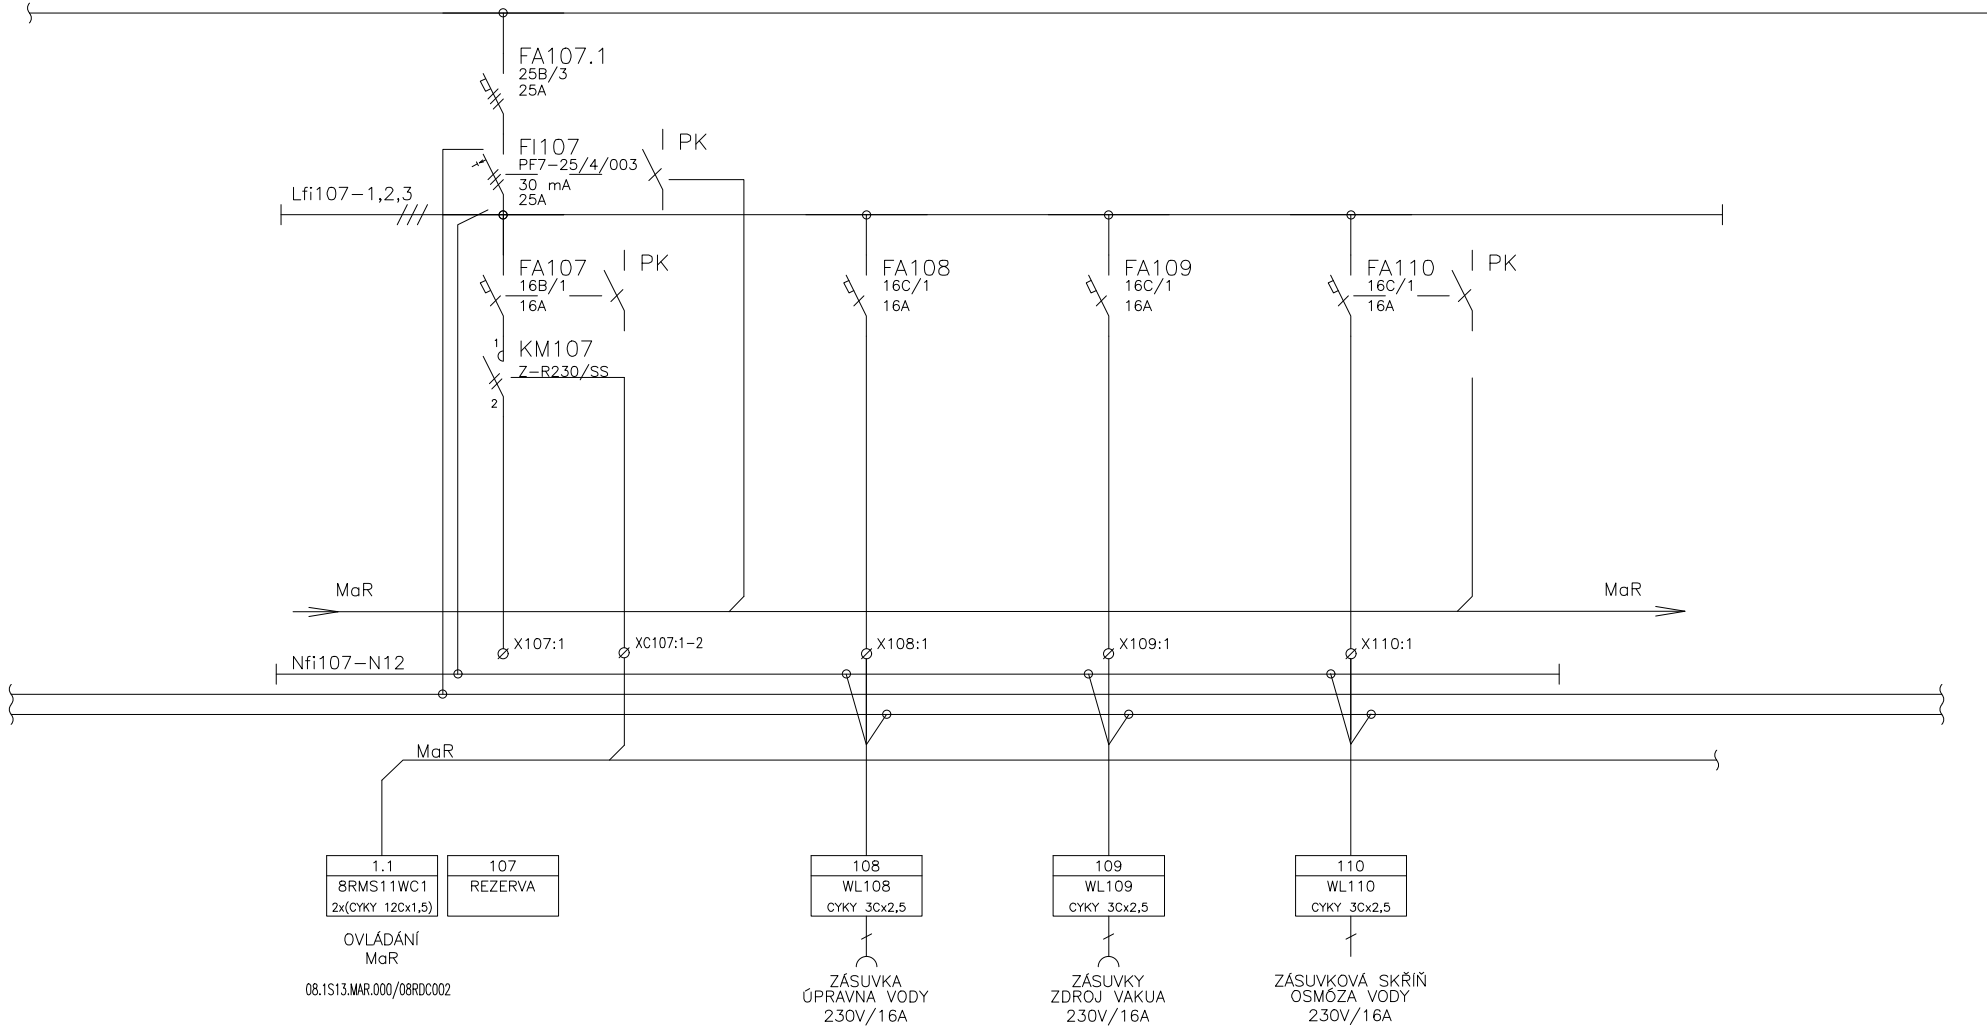 FA107.1
25B/3
25A
FI107
PF7-25/4/003
30 mA
25A
PK
Lfi107-1,2,3
FA107
16B/1
16A
PK
FA108
16C/1
16A
FA109
16C/1
16A
FA110
16C/1
16A
PK
1
KM107
Z-R230/SS
2
MaR
MaR
X107:1
XC107:1-2
X108:1
X109:1
X110:1
Nfi107-N12
MaR
1.1
8RMS11WC1
2x(CYKY 12Cx1,5)
OVLÁDÁNÍ
MaR
08.1S13.MAR.000/08RDC002
107
REZERVA
108
WL108
CYKY 3Cx2,5
ZÁSUVKA
ÚPRAVNA VODY
230V/16A
109
WL109
CYKY 3Cx2,5
ZÁSUVKY
ZDROJ VAKUA
230V/16A
110
WL110
CYKY 3Cx2,5
ZÁSUVKOVÁ SKŘÍŇ
OSMÓZA VODY
230V/16A